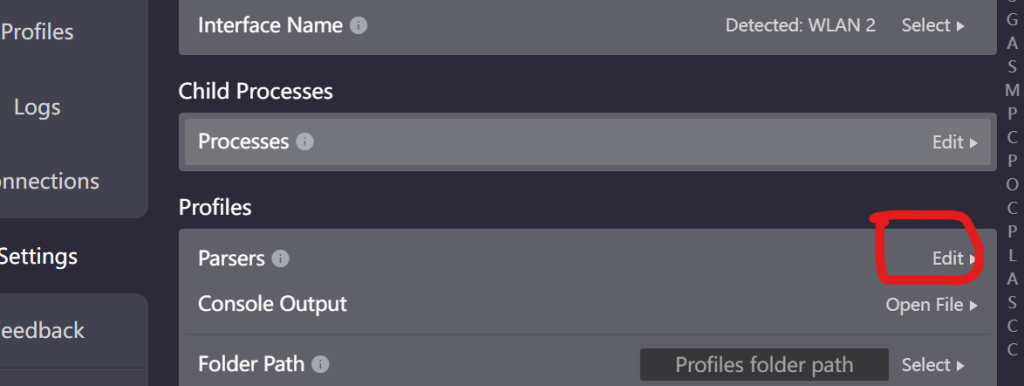 Profiles
Interface Name
Detected: WLAN 2
Select
Logs
Child Processes
Processes
Edit
onnections
Profiles
Settings
Parsers
Edit
Console Output
Open File
eedback
Folder Path
Profiles folder path
Select
G
A
S
M
P
C
P
O
C
P
L
A
S
C
C